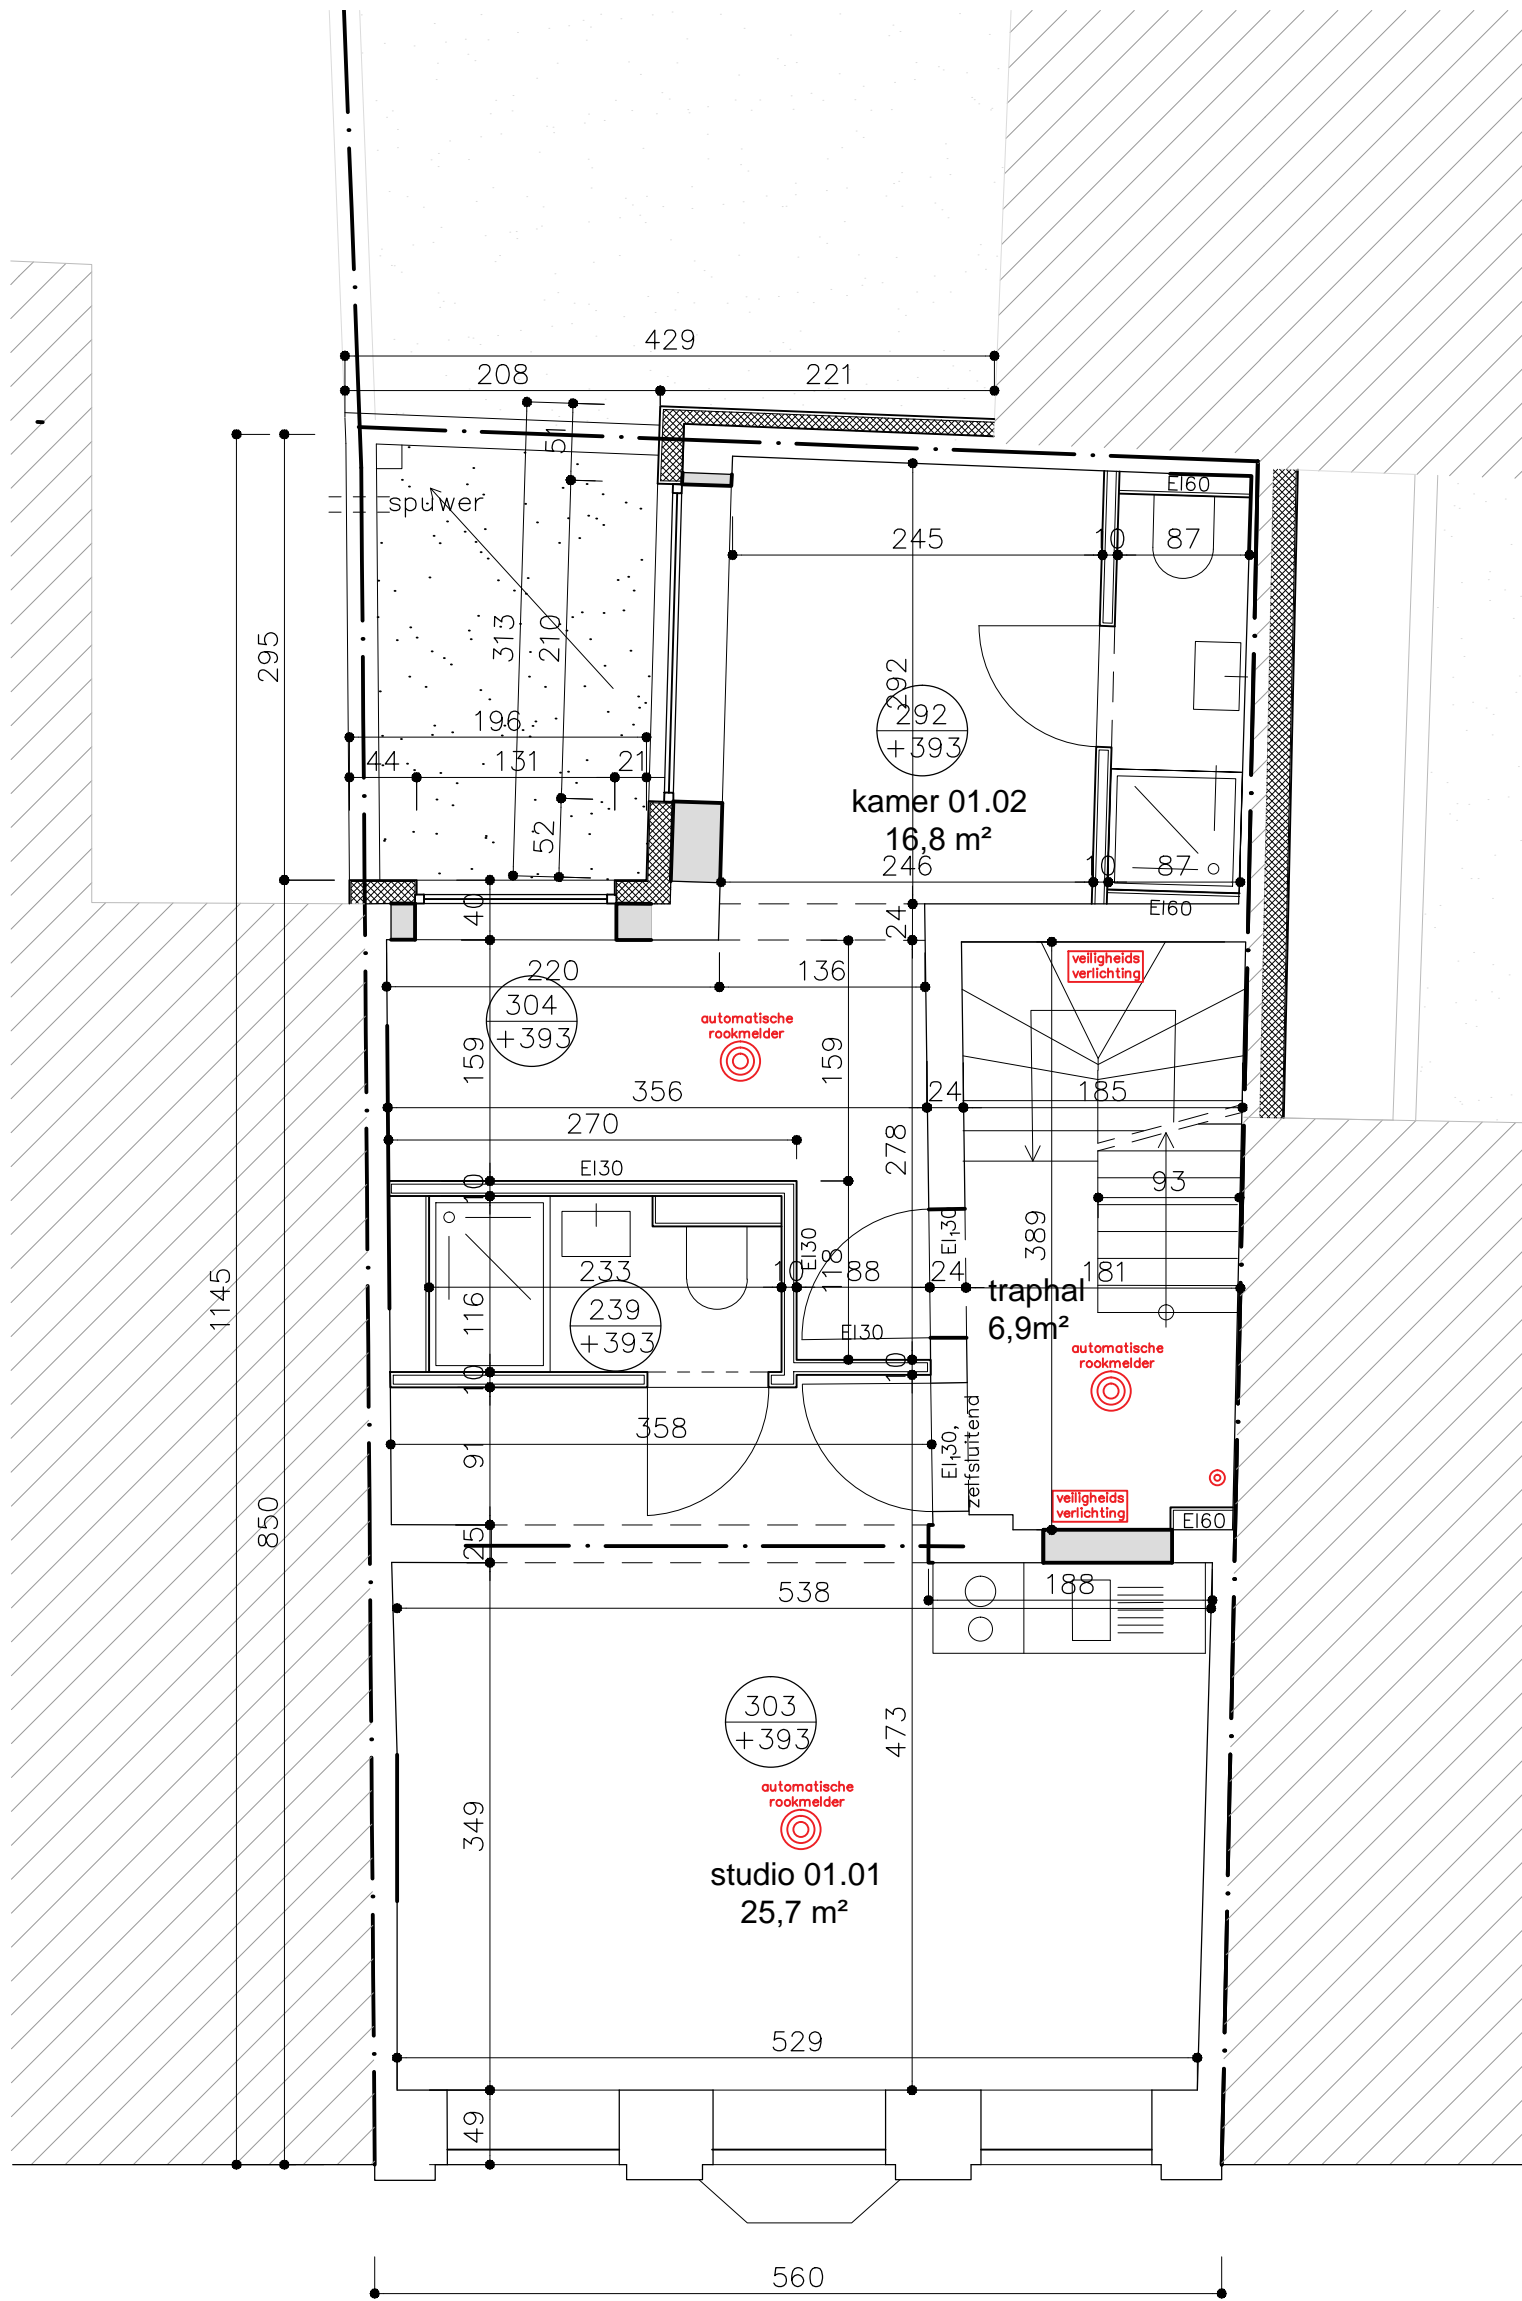 429
208
221
51
spuwer
EI60
245
10
87
295
313
210
292
292
+393
196
44
131
21
kamer 01.02
16,8 m²
52
246
10
87
EI60
40
24
veiligheids
verlichting
220
136
304
+393
automatische
rookmelder
159
159
356
24
185
270
278
EI30
10
93
389
EI30
EI₁30
118
233
10
88
24
181
traphal
6,9m²
1145
116
239
+393
EI30
automatische
rookmelder
10
10
358
91
EI₁30,
zelfsluitend
veiligheids
verlichting
EI60
850
25
188
538
303
+393
473
automatische
rookmelder
349
studio 01.01
25,7 m²
529
49
560